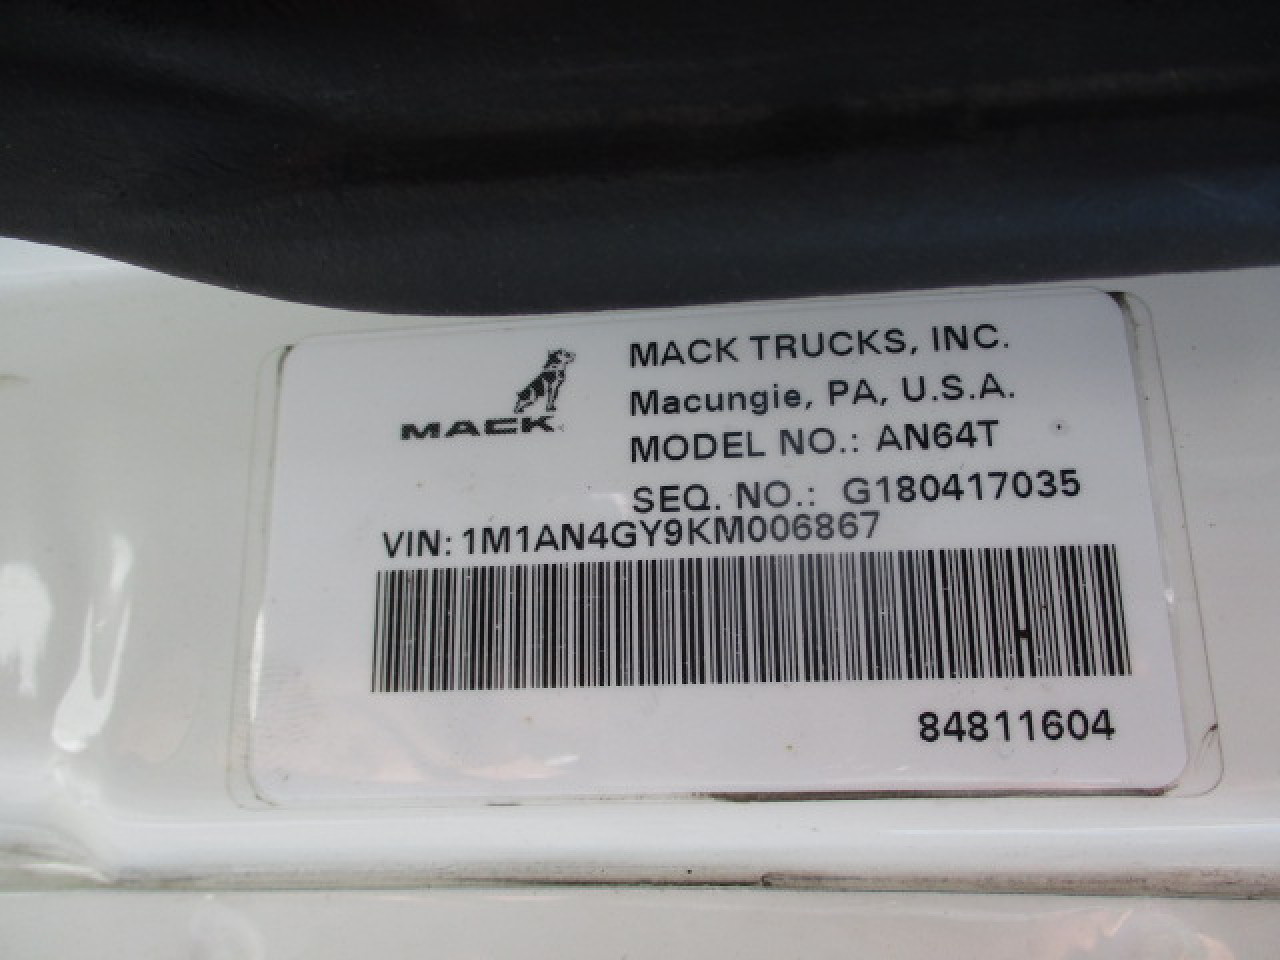 MACK
MACK TRUCKS, INC.
Macungie, PA, U.S.A.
MODEL NO.: AN64T
SEQ. NO.: G180417035
VIN: 1M1AN4GY9KM006867
84811604